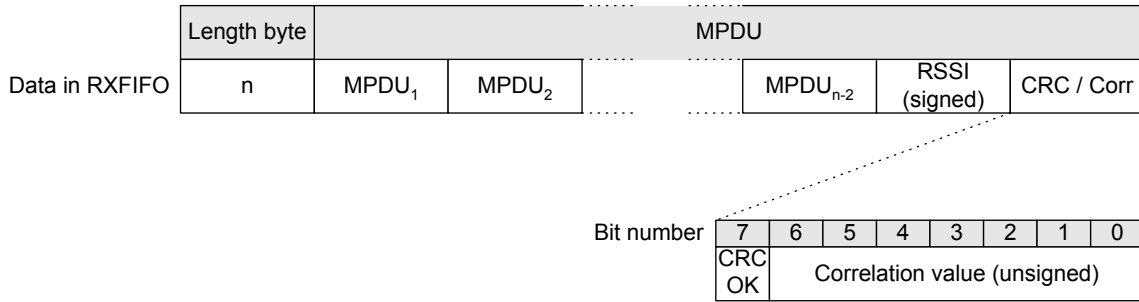 Length byte MPDU
Data in RXFIFO n MPDU1 MPDU2 MPDUn-2 RSSI (signed) CRC / Corr
Bit number 7 6 5 4 3 2 1 0
CRC OK Correlation value (unsigned)